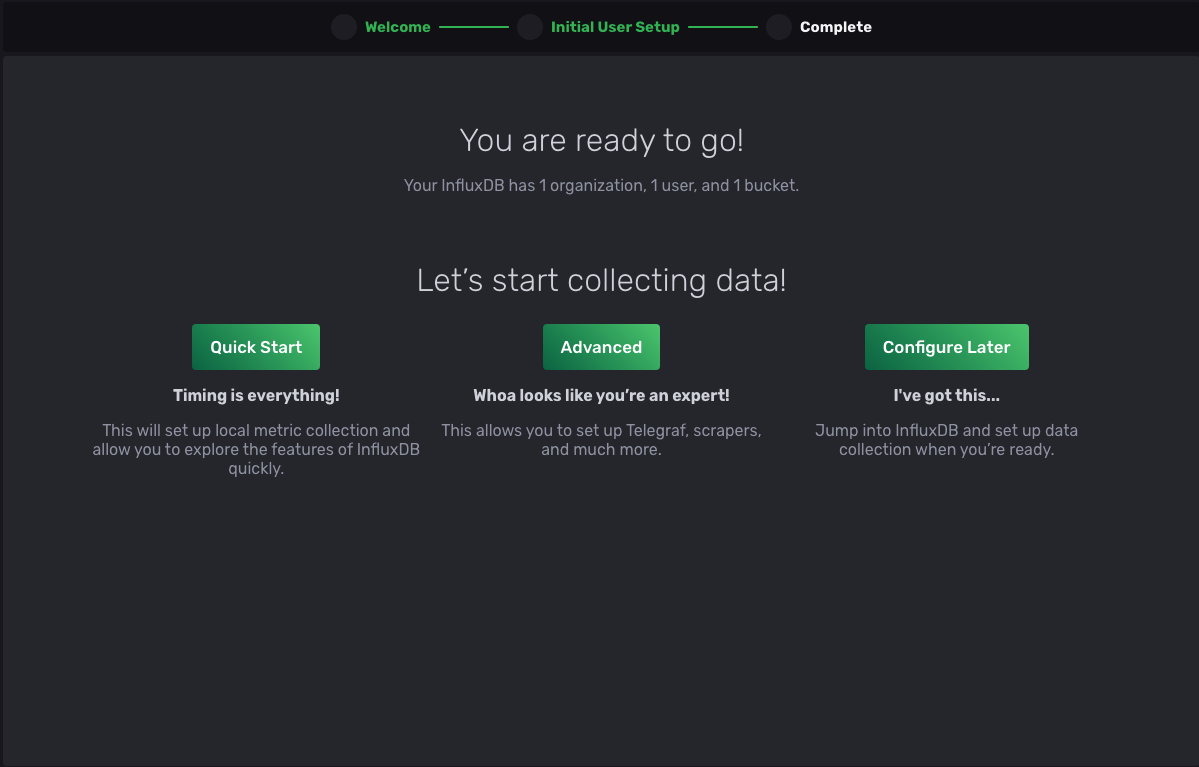 Welcome Initial User Setup Complete
You are ready to go!
Your InfluxDB has 1 organization, 1 user, and 1 bucket.
Let’s start collecting data!
Quick Start
Timing is everything!
This will set up local metric collection and
allow you to explore the features of InfluxDB
quickly.
Advanced
Whoa looks like you’re an expert!
This allows you to set up Telegraf, scrapers,
and much more.
Configure Later
I've got this...
Jump into InfluxDB and set up data
collection when you’re ready.